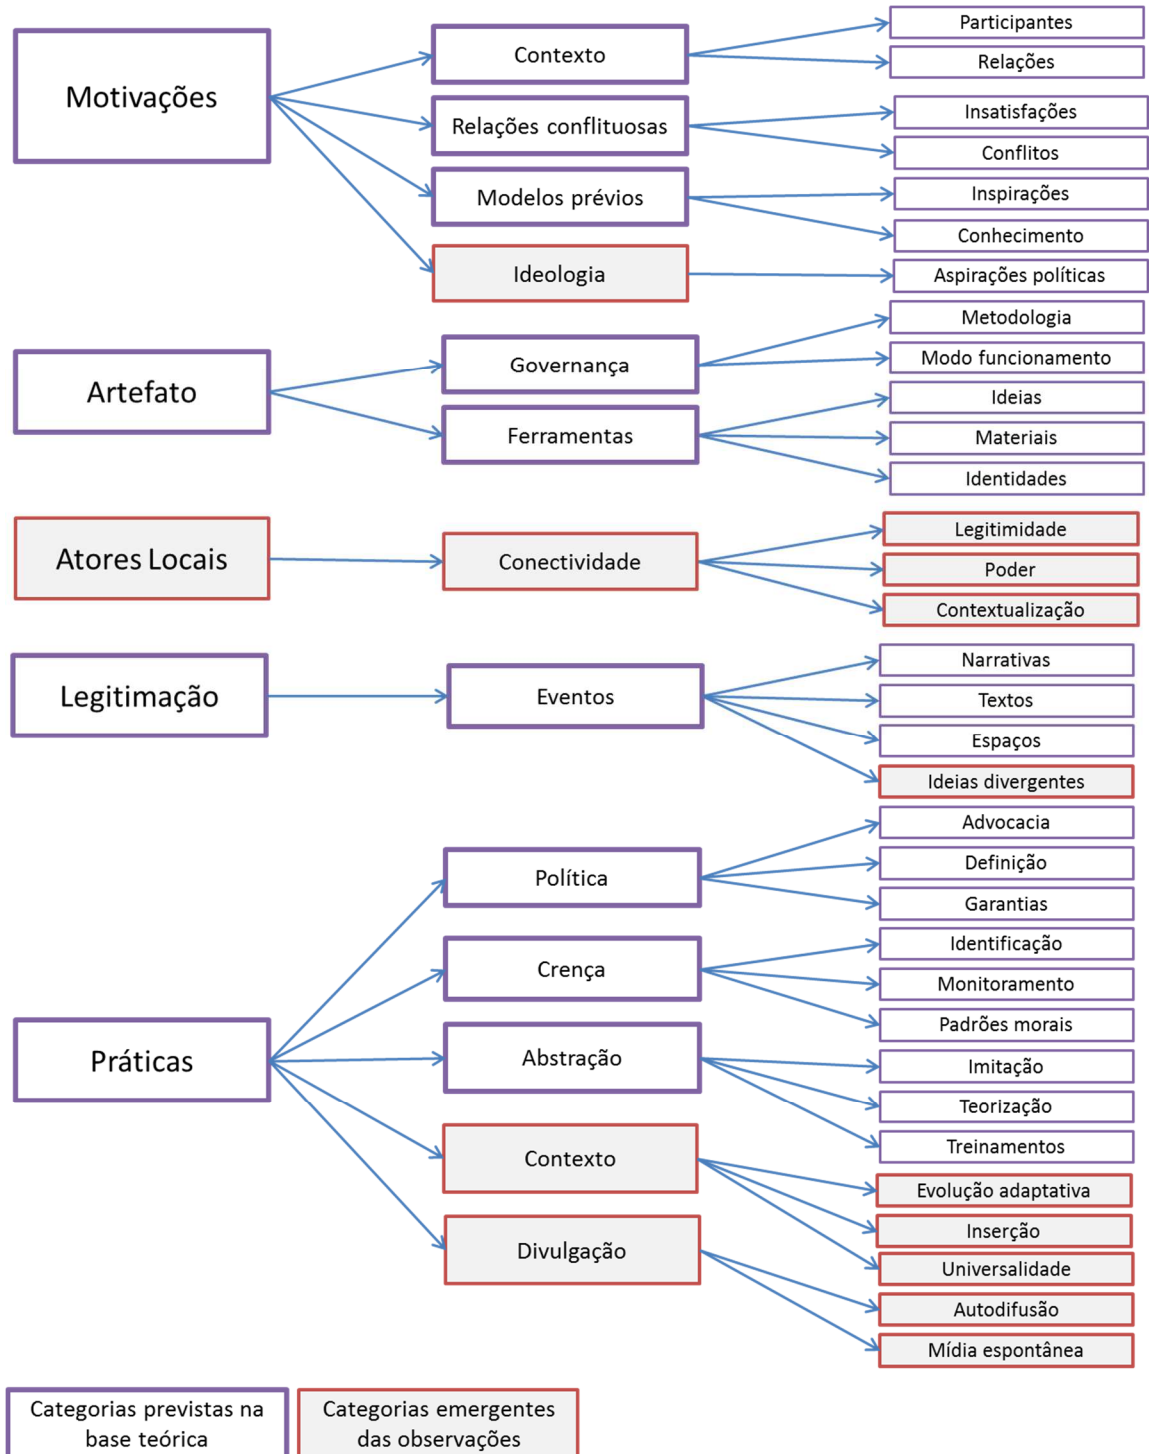 Motivações
Contexto
Participantes
Relações
Relações conflituosas
Insatisfações
Conflitos
Modelos prévios
Inspirações
Conhecimento
Ideologia
Aspirações políticas
Artefato
Governança
Metodologia
Modo funcionamento
Ferramentas
Ideias
Materiais
Identidades
Atores Locais
Conectividade
Legitimidade
Poder
Contextualização
Legitimação
Eventos
Narrativas
Textos
Espaços
Ideias divergentes
Práticas
Política
Advocacia
Definição
Garantias
Crença
Identificação
Monitoramento
Padrões morais
Abstração
Imitação
Teorização
Treinamentos
Contexto
Evolução adaptativa
Inserção
Universalidade
Divulgação
Autodifusão
Mídia espontânea
Categorias previstas na
base teórica
Categorias emergentes
das observações